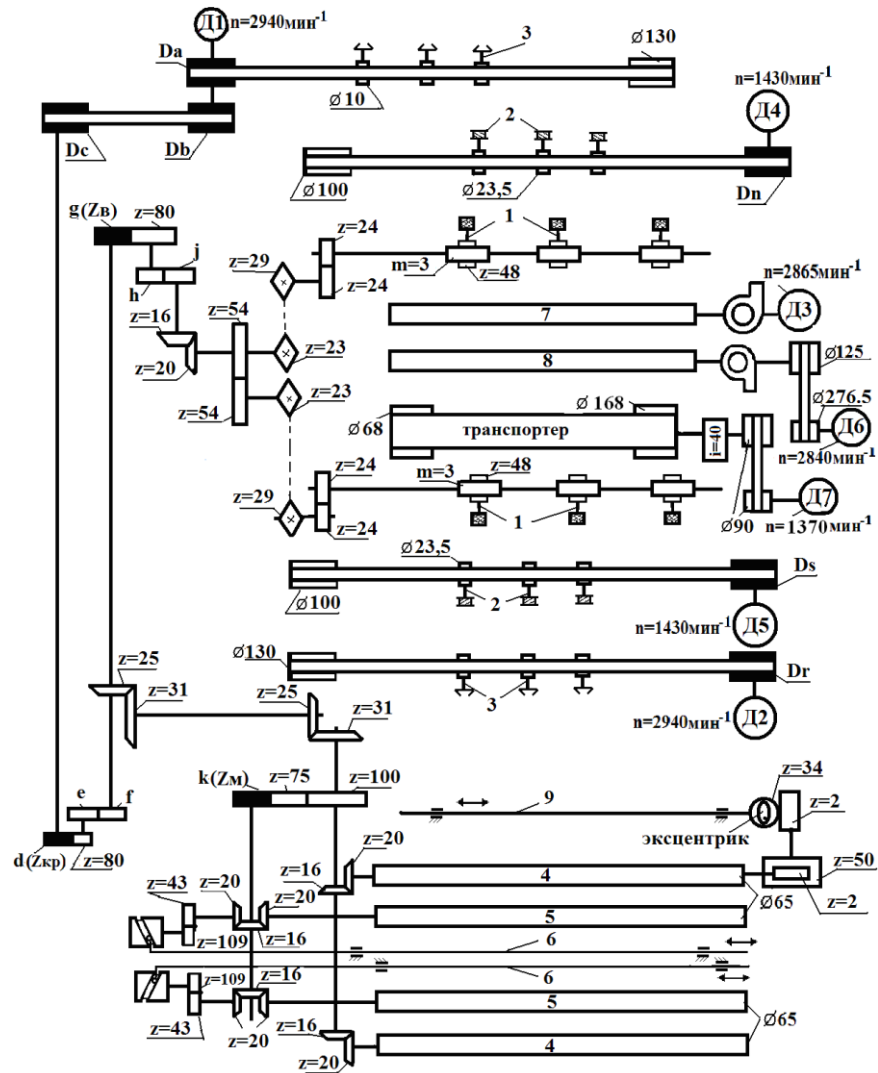 Д1 n=2940мин-1
3
Da
Ø130
Ø10
n=1430мин-1
Д4
2
Dc
Db
Ø100
Ø23,5
Dn
g(Zв)
z=80
z=24
1
j
z=29
m=3
z=48
n=2865мин-1
h
z=24
z=16
z=54
7
Д3
z=20
z=23
8
Ø125
z=54
z=23
Ø168
Ø276.5
Ø68
транспортер
i=40
Д6
z=24
m=3
z=48
n=2840мин-1
Д7
z=29
1
Ø90
z=24
n=1370мин-1
Ø23,5
Ds
2
Ø100
n=1430мин-1
Д5
Ø130
Dr
z=25
z=31
z=25
z=31
3
n=2940мин-1
Д2
k(Zм)
z=75
z=100
z=34
e
f
9
z=2
z=20
эксцентрик
d(Zкр)
z=80
z=16
z=50
z=43
z=20
4
z=20
Ø65
z=2
5
z=109
z=16
6
z=109
z=16
6
5
z=43
z=20
z=16
Ø65
4
z=20